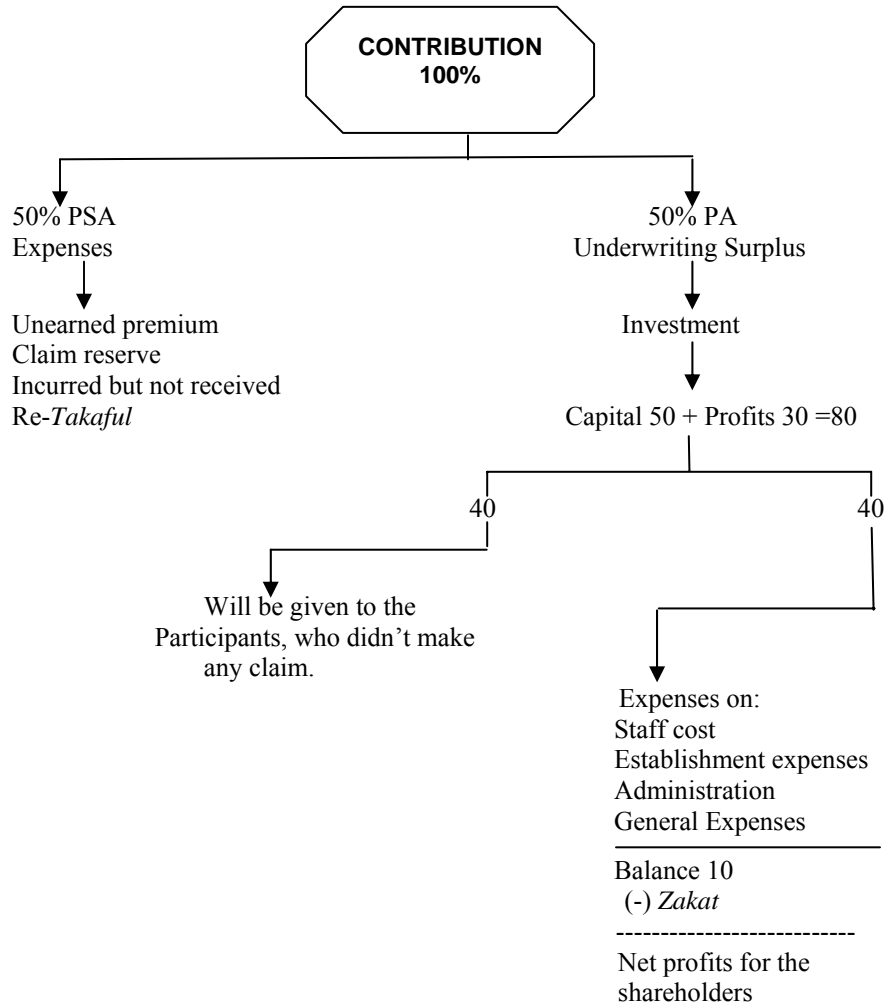 CONTRIBUTION
100%
50% PSA
Expenses
Unearned premium
Claim reserve
Incurred but not received
Re-Takaful
50% PA
Underwriting Surplus
Investment
Capital 50 + Profits 30 =80
40
40
Will be given to the
Participants, who didn’t make
any claim.
Expenses on:
Staff cost
Establishment expenses
Administration
General Expenses
Balance 10
(-) Zakat
---------------------------
Net profits for the
shareholders